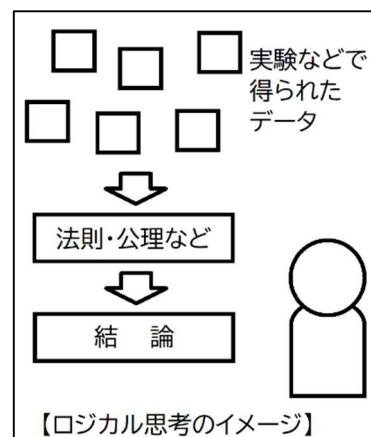 実験などで
得られた
データ
法則・公理など
結 論
【ロジカル思考のイメージ】